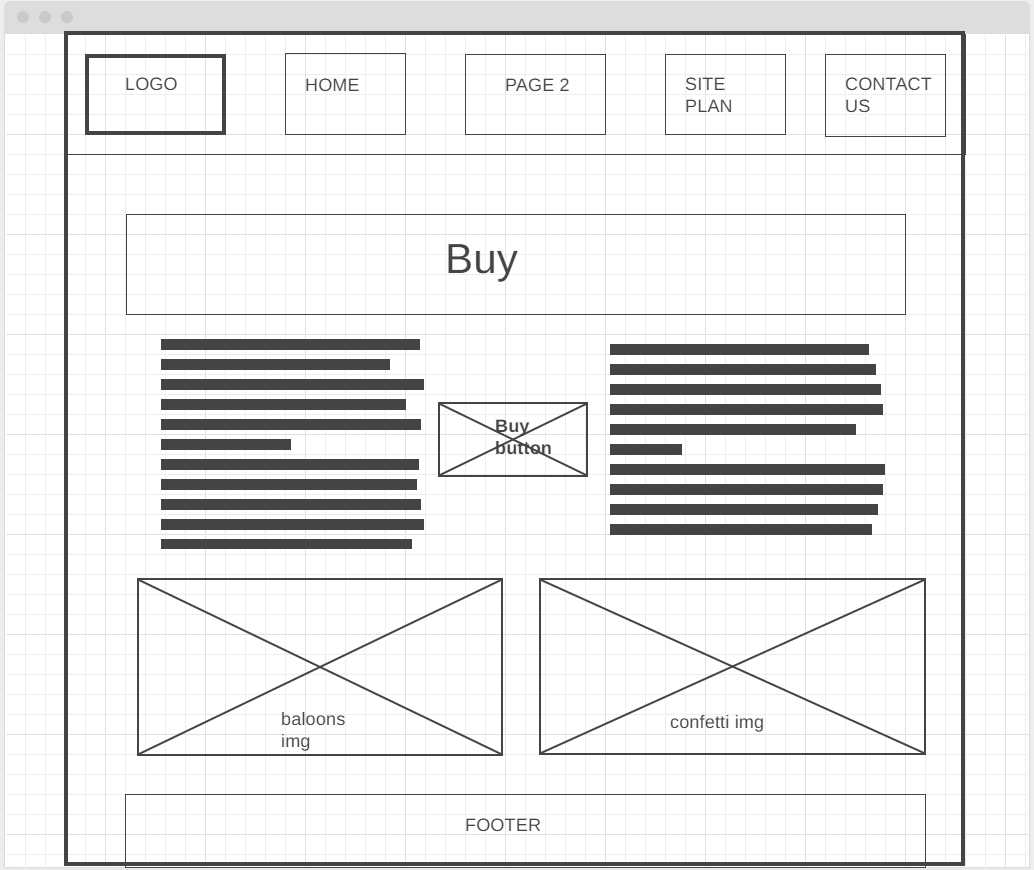 LOGO
HOME
PAGE 2
SITE
PLAN
CONTACT
US
Buy
Buy
button
baloons
img
confetti img
FOOTER